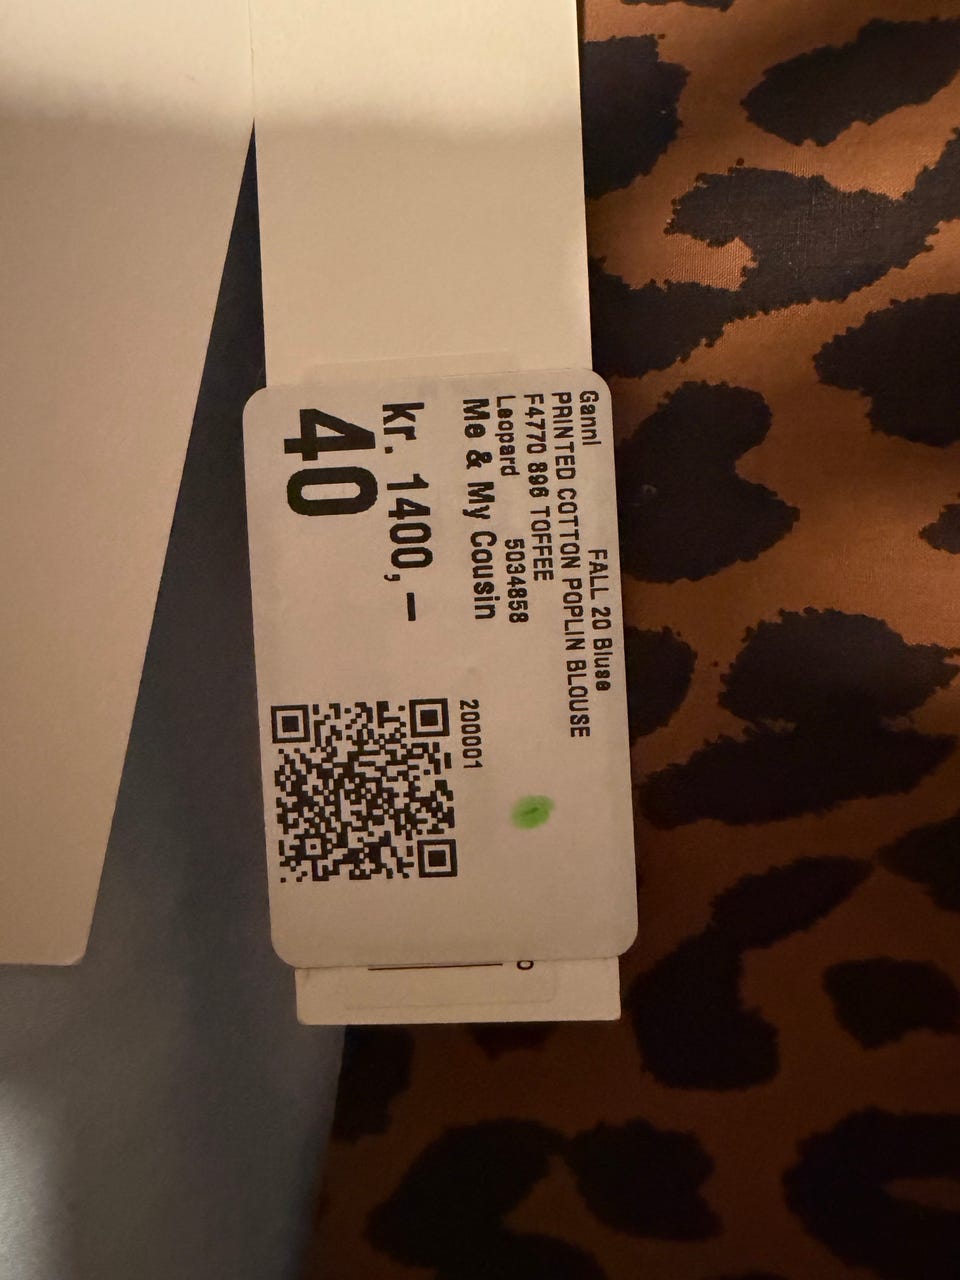 Ganni FALL 20 Bluse
PRINTED COTTON POPLIN BLOUSE
F4770 896 TOFFEE
Leopard 5034858
Me & My Cousin
200001
kr. 1400,-
40